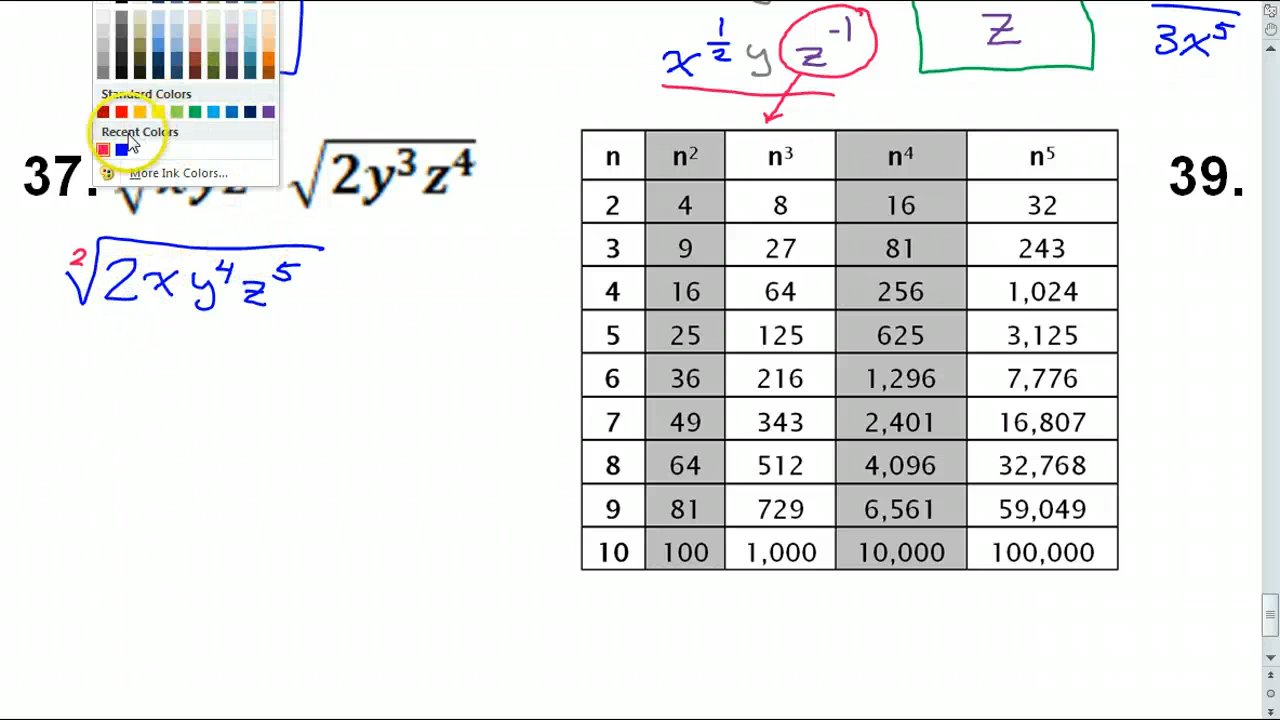 x^{1/2} y z^{-1}
z
3x⁵
Standard Colors
Recent Colors
More Ink Colors...
37. √xyz √2y³z⁴
39.
²√2xy⁴z⁵
n n² n³ n⁴ n⁵
2 4 8 16 32
3 9 27 81 243
4 16 64 256 1,024
5 25 125 625 3,125
6 36 216 1,296 7,776
7 49 343 2,401 16,807
8 64 512 4,096 32,768
9 81 729 6,561 59,049
10 100 1,000 10,000 100,000